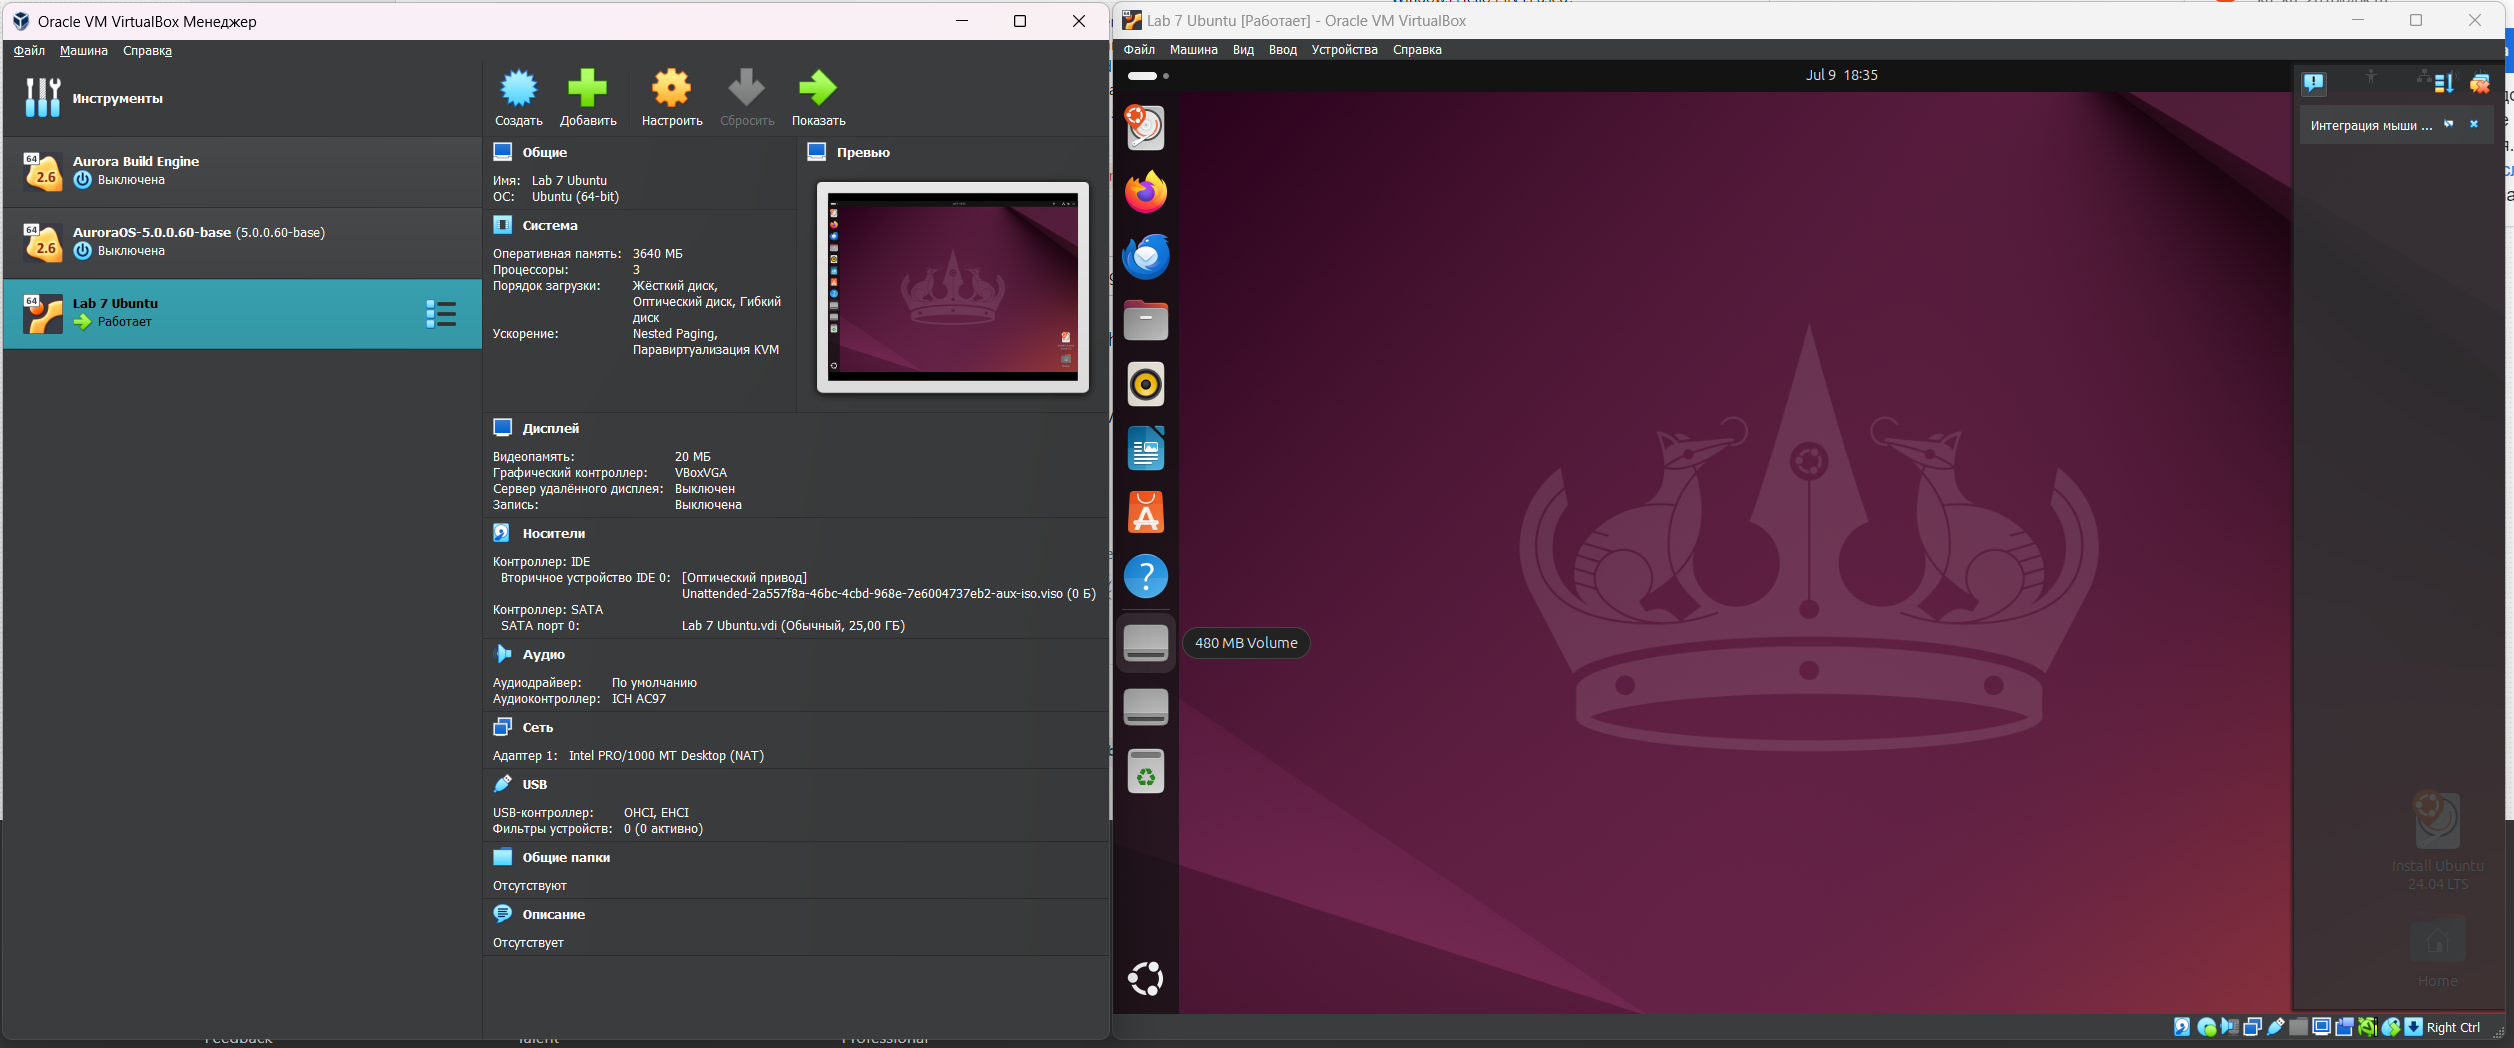 Oracle VM VirtualBox Менеджер
Файл Машина Справка
Инструменты
64
2.6
Aurora Build Engine
Выключена
64
2.6
AuroraOS-5.0.0.60-base (5.0.0.60-base)
Выключена
64
Lab 7 Ubuntu
Работает
Создать Добавить Настроить Сбросить Показать
Общие
Имя: Lab 7 Ubuntu
ОС: Ubuntu (64-bit)
Превью
Система
Оперативная память: 3640 МБ
Процессоры: 3
Порядок загрузки: Жёсткий диск,
Оптический диск, Гибкий
диск
Ускорение: Nested Paging,
Паравиртуализация KVM
Дисплей
Видеопамять: 20 МБ
Графический контроллер: VBoxVGA
Сервер удалённого дисплея: Выключен
Запись: Выключена
Носители
Контроллер: IDE
Вторичное устройство IDE 0: [Оптический привод]
Unattended-2a557f8a-46bc-4cbd-968e-7e6004737eb2-aux-iso.viso (0 Б)
Контроллер: SATA
SATA порт 0: Lab 7 Ubuntu.vdi (Обычный, 25,00 ГБ)
Аудио
Аудиодрайвер: По умолчанию
Аудиоконтроллер: ICH AC97
Сеть
Адаптер 1: Intel PRO/1000 MT Desktop (NAT)
USB
USB-контроллер: OHCI, EHCI
Фильтры устройств: 0 (0 активно)
Общие папки
Отсутствуют
Описание
Отсутствует
Lab 7 Ubuntu [Работает] - Oracle VM VirtualBox
Файл Машина Вид Ввод Устройства Справка
Jul 9 18:35
Интеграция мыши ...
480 MB Volume
Install Ubuntu
24.04 LTS
Home
Right Ctrl